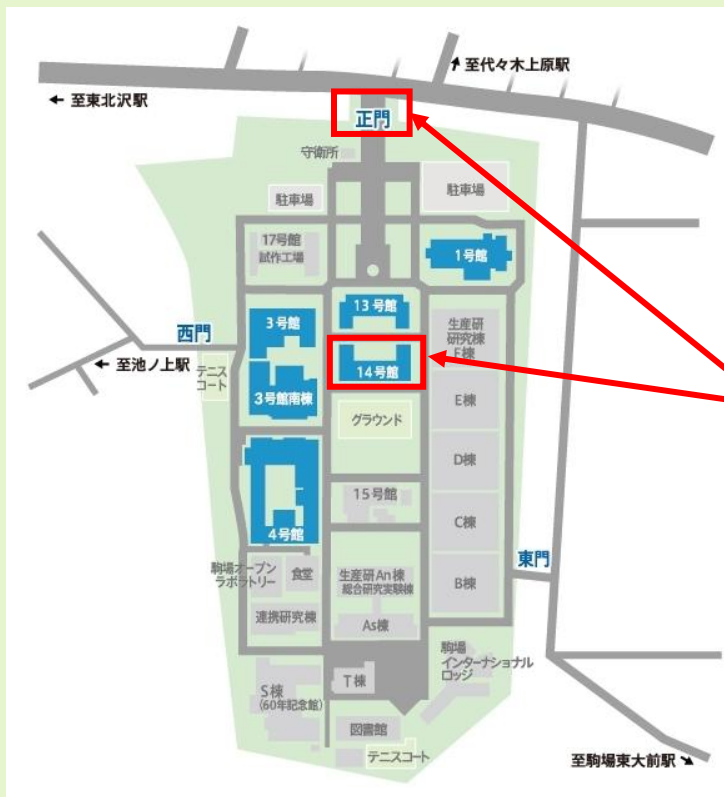 至代々木上原駅
← 至東北沢駅
正門
守衛所
駐車場
駐車場
17号館
試作工場
1号館
13号館
3号館
生産研
研究棟
F棟
西門
← 至池ノ上駅
テニス
コート
14号館
3号館南棟
E棟
グラウンド
D棟
15号館
C棟
4号館
東門
駒場オープン
ラボラトリー
食堂
生産研An棟
総合研究実験棟
B棟
連携研究棟
As棟
駒場
インターナショナル
ロッジ
S棟
(60年記念館)
T棟
図書館
テニスコート
至駒場東大前駅